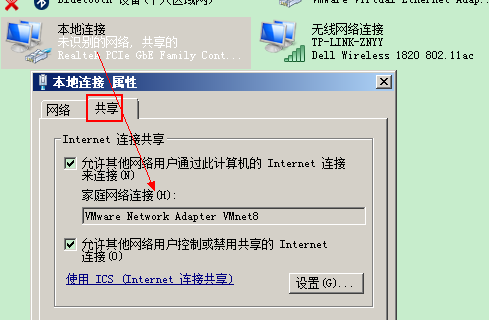 Bluetooth 设备(个人区域网)
VMware Virtual Ethernet Adap...
本地连接
未识别的网络，共享的
Realtek PCIe GbE Family Cont...
无线网络连接
TP-LINK-ZNYY
Dell Wireless 1820 802.11ac
本地连接 属性
网络
共享
Internet 连接共享
允许其他网络用户通过此计算机的 Internet 连接
来连接(N)
家庭网络连接(H):
VMware Network Adapter VMnet8
允许其他网络用户控制或禁用共享的 Internet
连接(O)
使用 ICS (Internet 连接共享)
设置(G)...